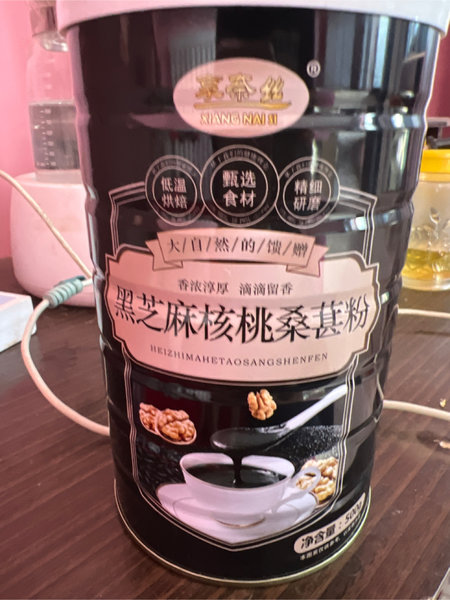 享奈丝
®
XIANG NAI SI
低温
烘焙
甄选
食材
精细
研磨
大自然的馈赠
香浓淳厚 滴滴留香
黑芝麻核桃桑葚粉
HEIZHIMAHETAOSANGSHENFEN
净含量：500g